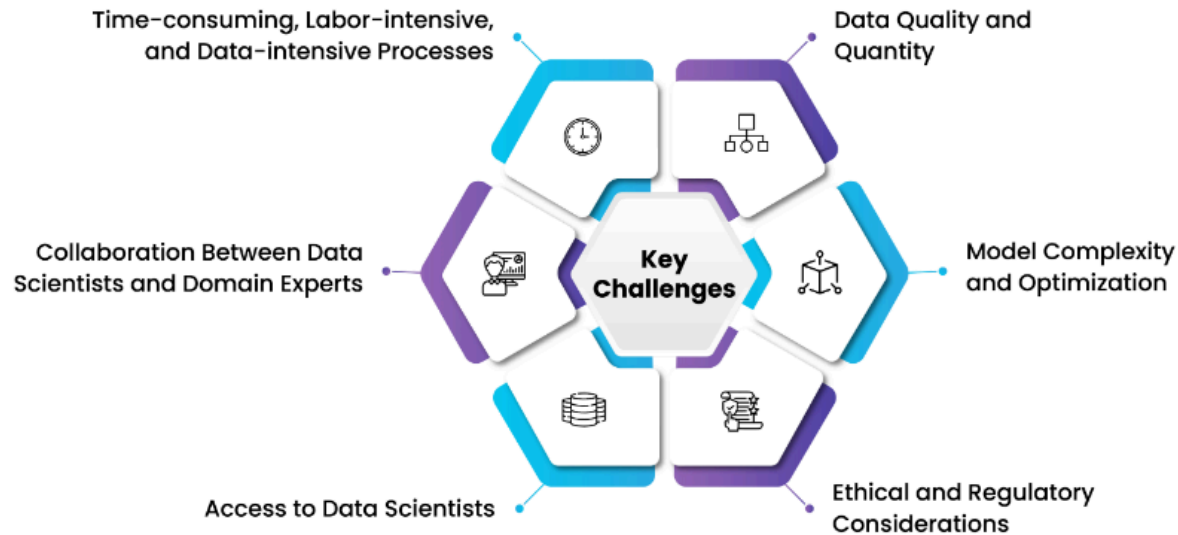 Time-consuming, Labor-intensive,
and Data-intensive Processes
Data Quality and
Quantity
Collaboration Between Data
Scientists and Domain Experts
Key
Challenges
Model Complexity
and Optimization
Access to Data Scientists
Ethical and Regulatory
Considerations